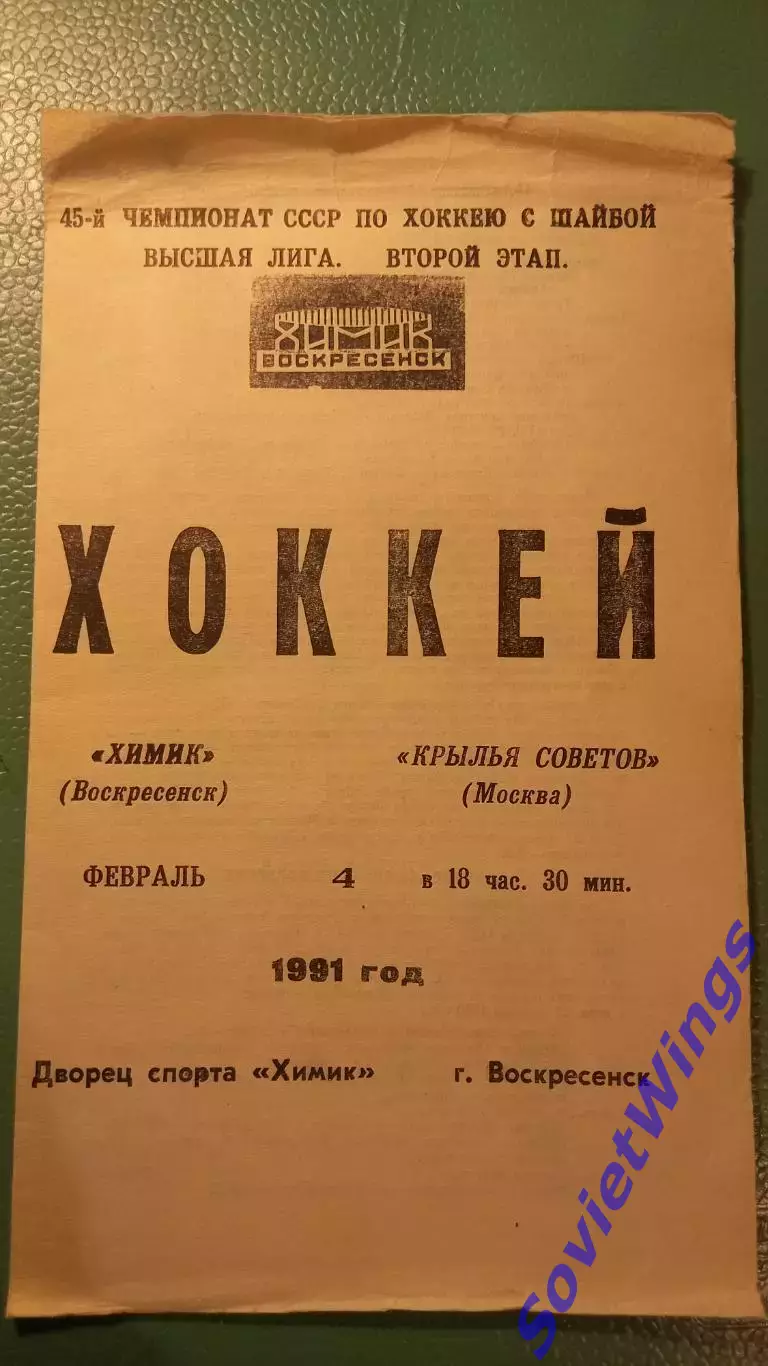 45-й ЧЕМПИОНАТ СССР ПО ХОККЕЮ С ШАЙБОЙ
ВЫСШАЯ ЛИГА. ВТОРОЙ ЭТАП.
ХИМИК
ВОСКРЕСЕНСК
ХОККЕЙ
«ХИМИК» «КРЫЛЬЯ СОВЕТОВ»
(Воскресенск) (Москва)
ФЕВРАЛЬ 4 в 18 час. 30 мин.
1991 год
Дворец спорта «Химик» г. Воскресенск
SovietWings